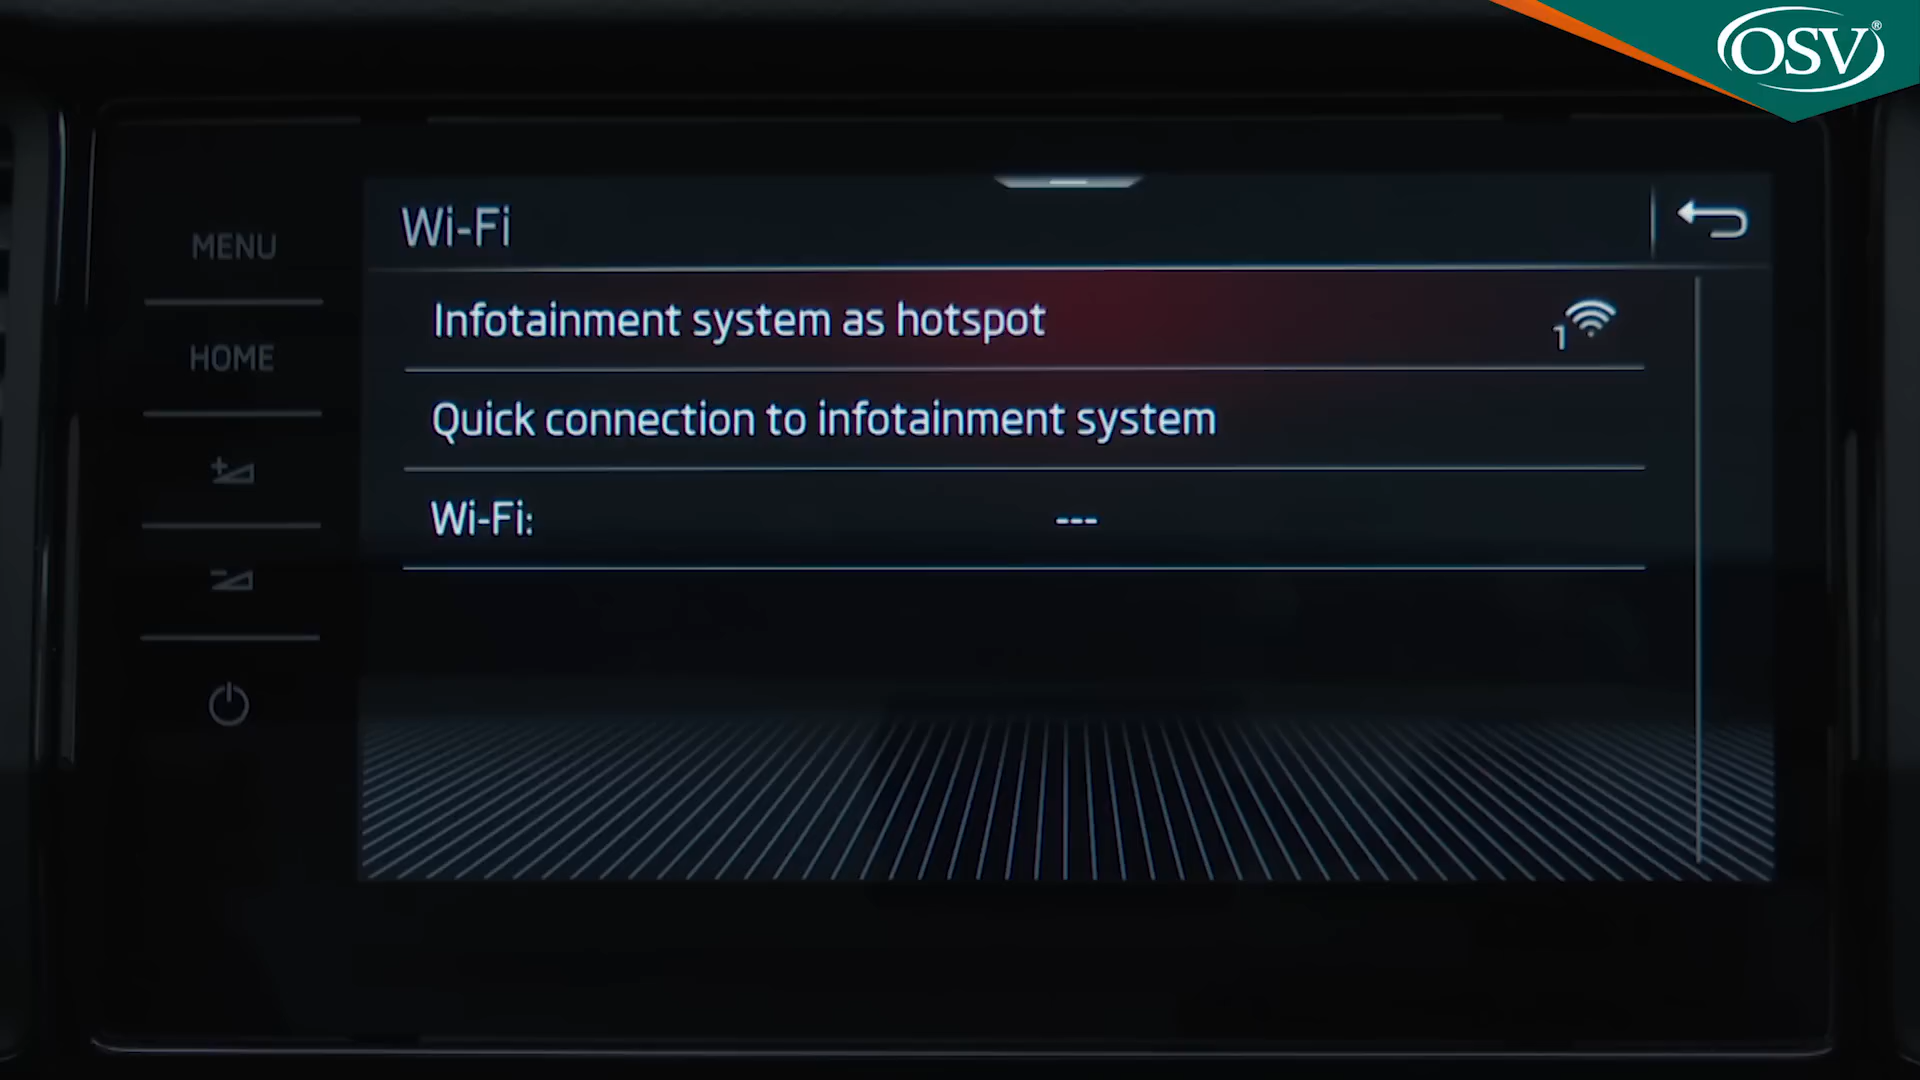 OSV®
Wi-Fi
MENU
HOME
Infotainment system as hotspot
1
Quick connection to infotainment system
Wi-Fi: ---